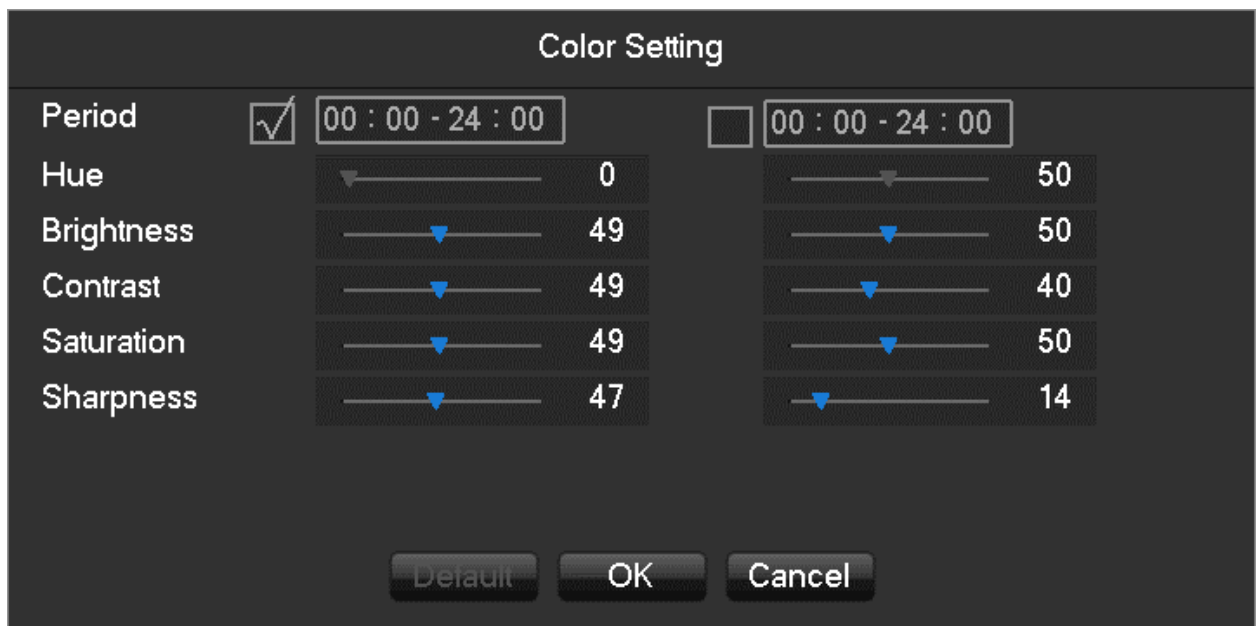 Color Setting
Period 00 : 00 - 24 : 00 00 : 00 - 24 : 00
Hue 0 50
Brightness 49 50
Contrast 49 40
Saturation 49 50
Sharpness 47 14
Default OK Cancel